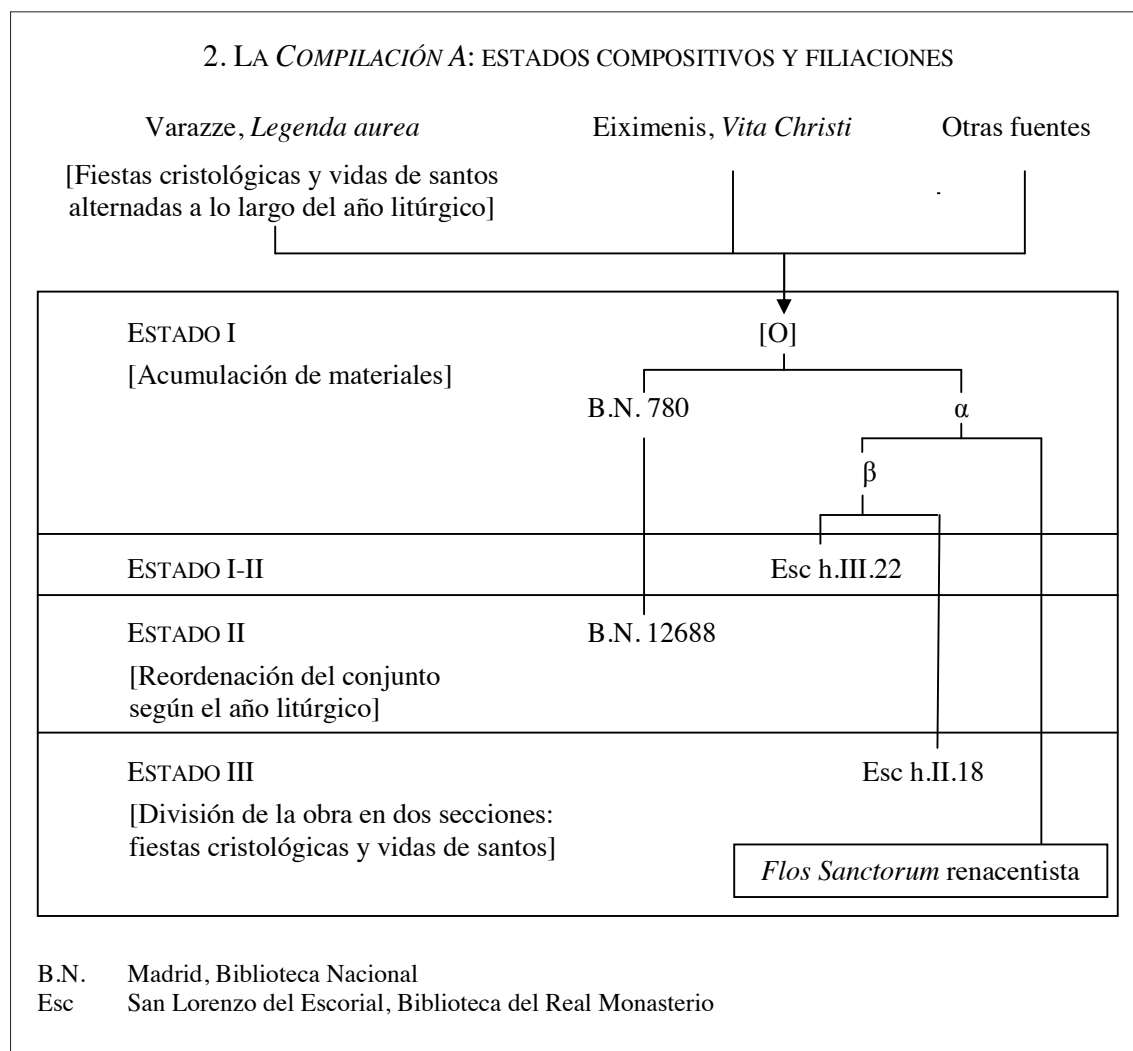 2. LA COMPILACIÓN A: ESTADOS COMPOSITIVOS Y FILIACIONES
Varazze, Legenda aurea
Eiximenis, Vita Christi
Otras fuentes
[Fiestas cristológicas y vidas de santos
alternadas a lo largo del año litúrgico]
ESTADO I
[O]
[Acumulación de materiales]
B.N. 780
α
β
ESTADO I-II
Esc h.III.22
ESTADO II
B.N. 12688
[Reordenación del conjunto
según el año litúrgico]
ESTADO III
Esc h.II.18
[División de la obra en dos secciones:
fiestas cristológicas y vidas de santos]
Flos Sanctorum renacentista
B.N. Madrid, Biblioteca Nacional
Esc San Lorenzo del Escorial, Biblioteca del Real Monasterio